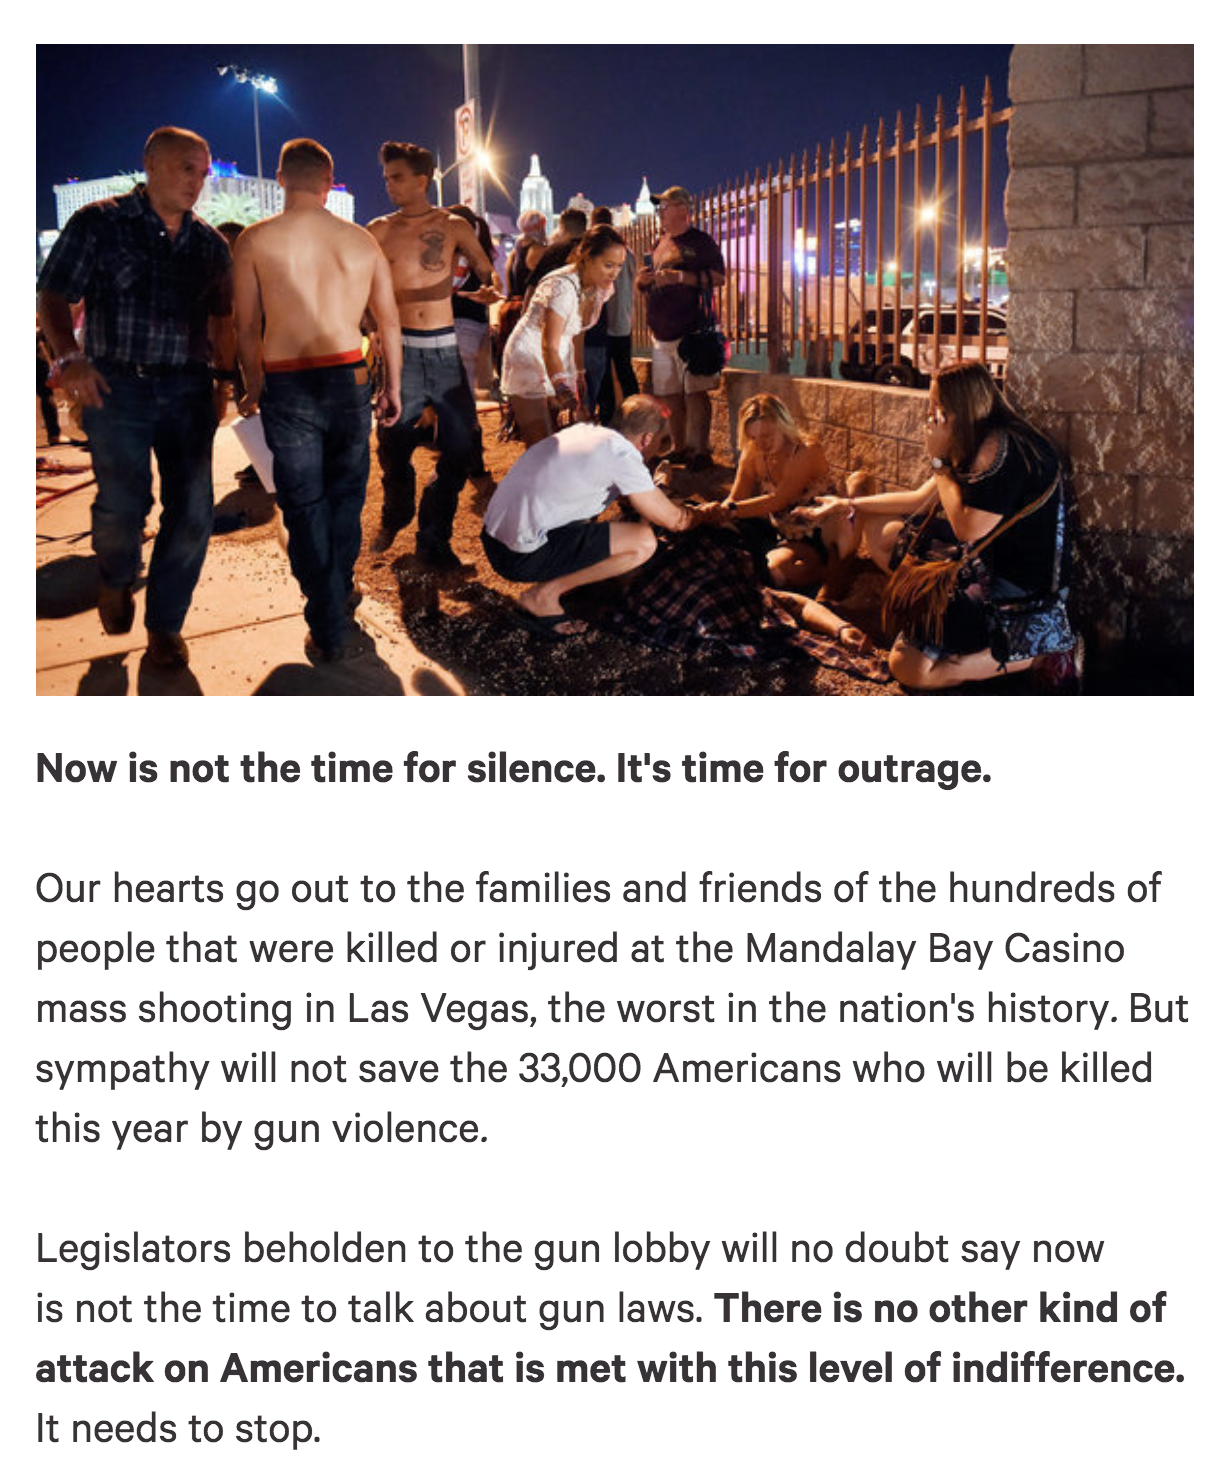 Now is not the time for silence. It's time for outrage.
Our hearts go out to the families and friends of the hundreds of
people that were killed or injured at the Mandalay Bay Casino
mass shooting in Las Vegas, the worst in the nation's history. But
sympathy will not save the 33,000 Americans who will be killed
this year by gun violence.
Legislators beholden to the gun lobby will no doubt say now
is not the time to talk about gun laws. There is no other kind of
attack on Americans that is met with this level of indifference.
It needs to stop.